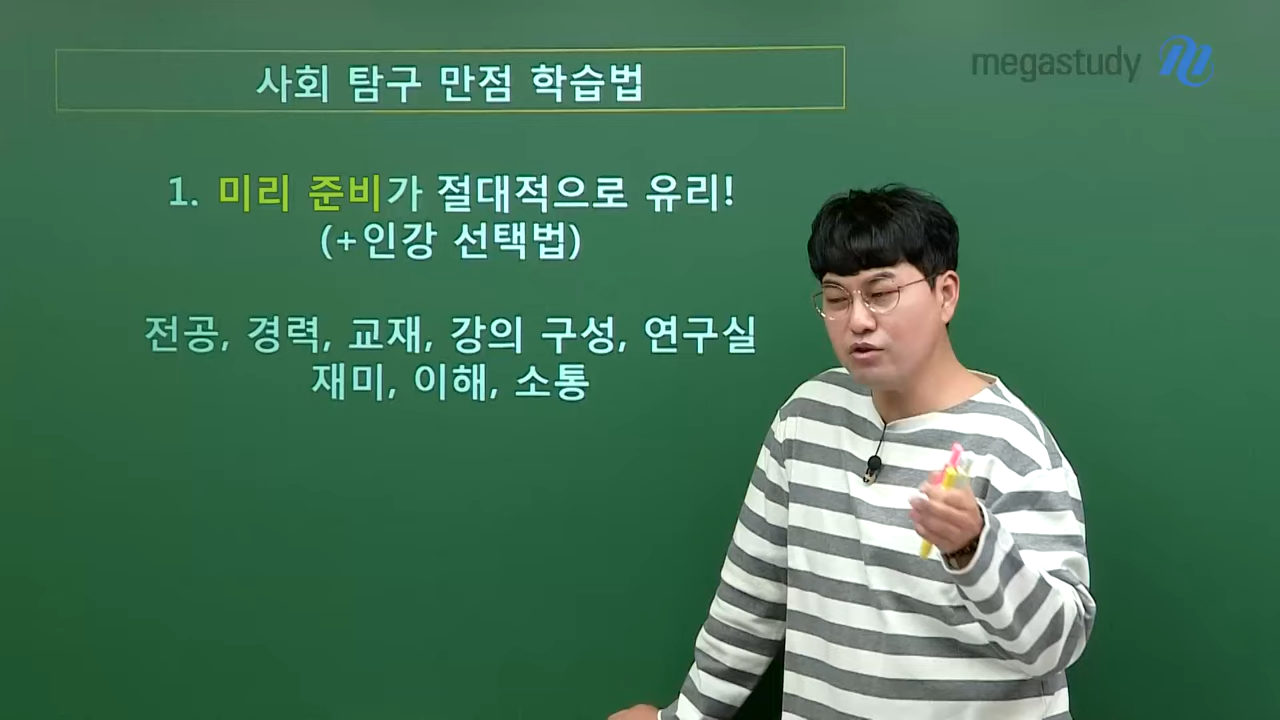 megastudy
사회 탐구 만점 학습법
1. 미리 준비가 절대적으로 유리!
(+인강 선택법)
전공, 경력, 교재, 강의 구성, 연구실
재미, 이해, 소통